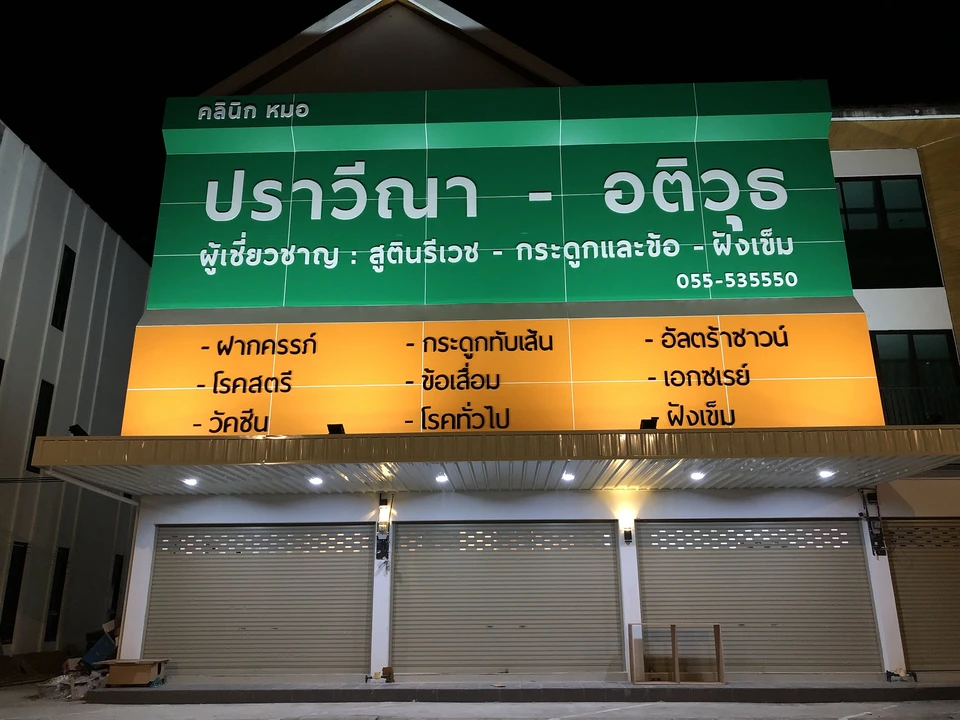 คลินิก หมอ
ปราวีณา - อติวุธ
ผู้เชี่ยวชาญ : สูตินรีเวช - กระดูกและข้อ - ฝังเข็ม
055-535550
- ฝากครรภ์ - กระดูกทับเส้น - อัลตร้าซาวน์
- โรคสตรี - ข้อเสื่อม - เอกซเรย์
- วัคซีน - โรคทั่วไป ฝังเข็ม